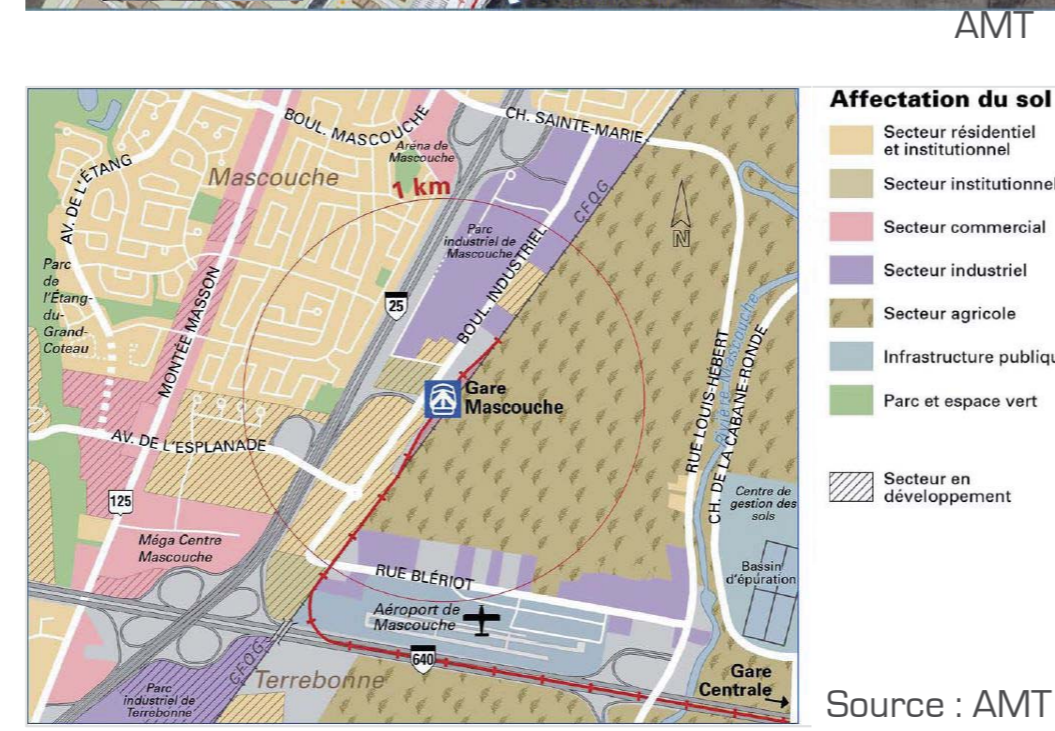 AMT
BOUL. MASCOUCHE
CH. SAINTE-MARIE
Aréna de
Mascouche
AV. DE L'ÉTANG
Mascouche
1 km
C.F.Q.G.
Parc
industriel de
Mascouche
N
Parc
de
l'Étang-
du-
Grand-
Coteau
MONTÉE MASSON
25
BOUL. INDUSTRIEL
Gare
Mascouche
RUE LOUIS-HÉBERT
Rivière Mascouche
CH. DE LA CABANE-RONDE
AV. DE L'ESPLANADE
125
Centre de
gestion des
sols
Méga Centre
Mascouche
Bassin
d'épuration
RUE BLÉRIOT
Aéroport de
Mascouche
640
C.F.Q.G.
Terrebonne
Gare
Centrale
Parc
industriel de
Terrebonne
Affectation du sol
Secteur résidentiel
et institutionnel
Secteur institutionnel
Secteur commercial
Secteur industriel
Secteur agricole
Infrastructure publiqu
Parc et espace vert
Secteur en
développement
Source : AMT